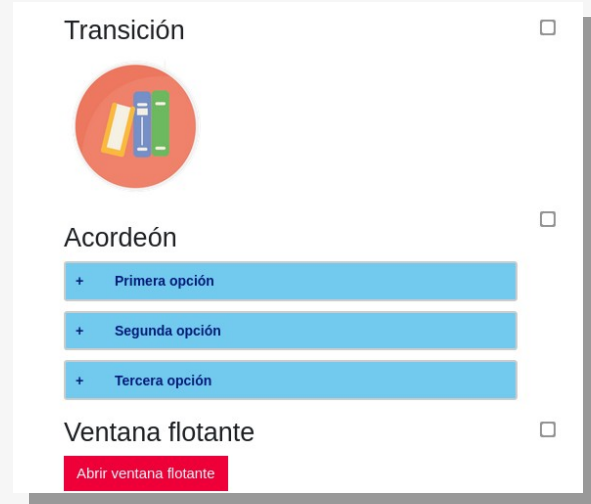 Transición
Acordeón
+ Primera opción
+ Segunda opción
+ Tercera opción
Ventana flotante
Abrir ventana flotante